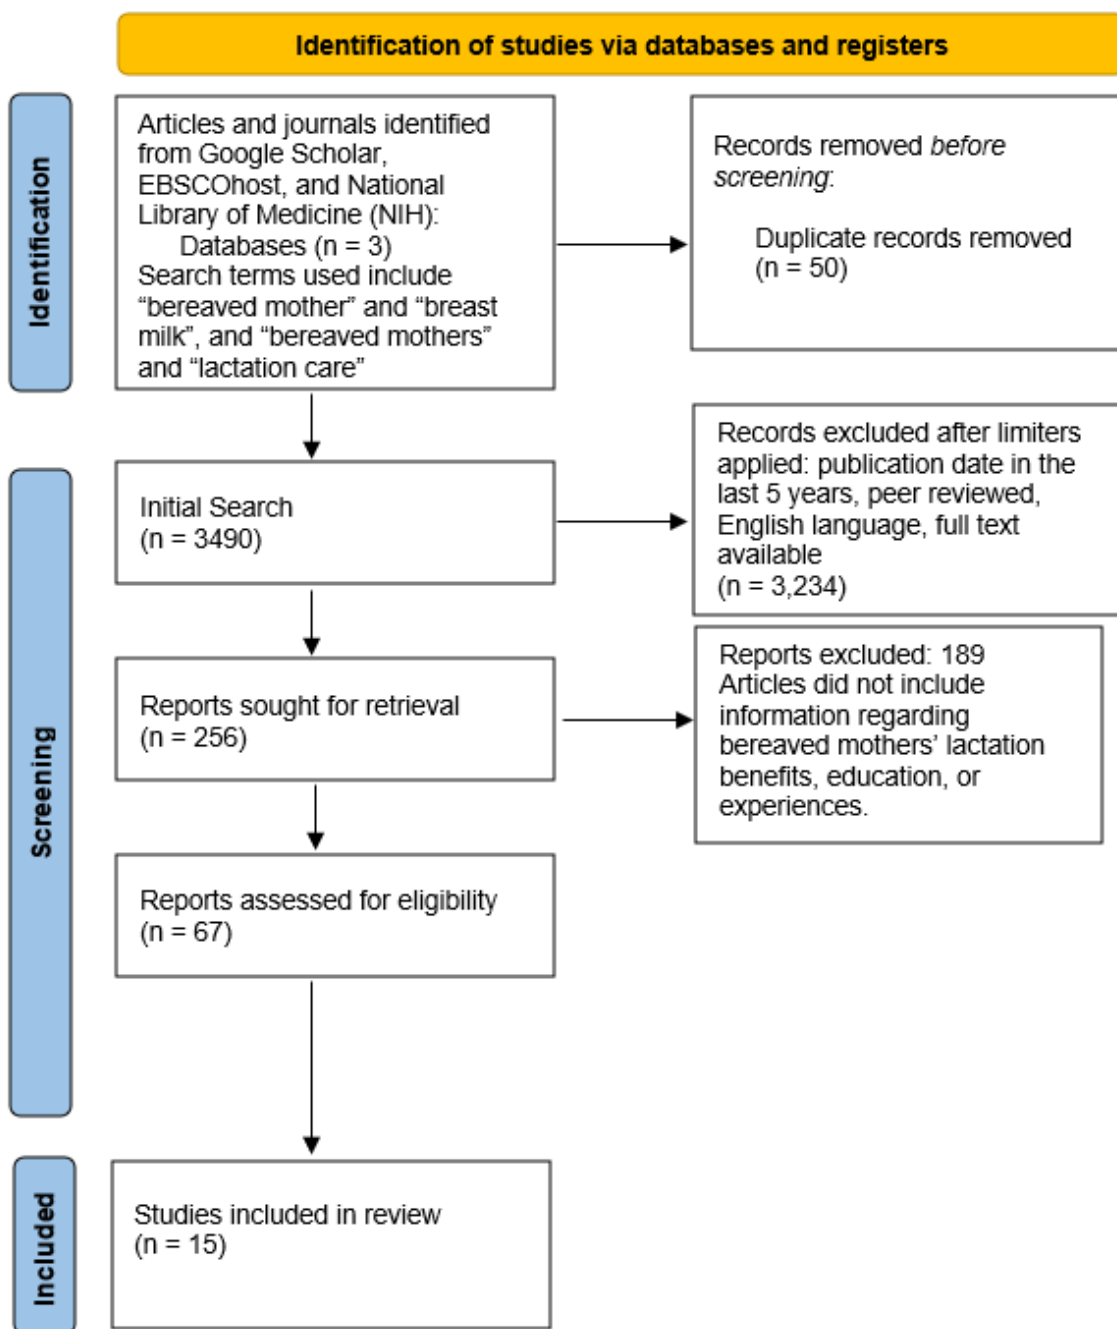 Identification of studies via databases and registers
Identification
Articles and journals identified
from Google Scholar,
EBSCOhost, and National
Library of Medicine (NIH):
Databases (n = 3)
Search terms used include
“bereaved mother” and “breast
milk”, and “bereaved mothers”
and “lactation care”
Records removed before
screening:
Duplicate records removed
(n = 50)
Screening
Initial Search
(n = 3490)
Records excluded after limiters
applied: publication date in the
last 5 years, peer reviewed,
English language, full text
available
(n = 3,234)
Reports sought for retrieval
(n = 256)
Reports excluded: 189
Articles did not include
information regarding
bereaved mothers’ lactation
benefits, education, or
experiences.
Reports assessed for eligibility
(n = 67)
Included
Studies included in review
(n = 15)